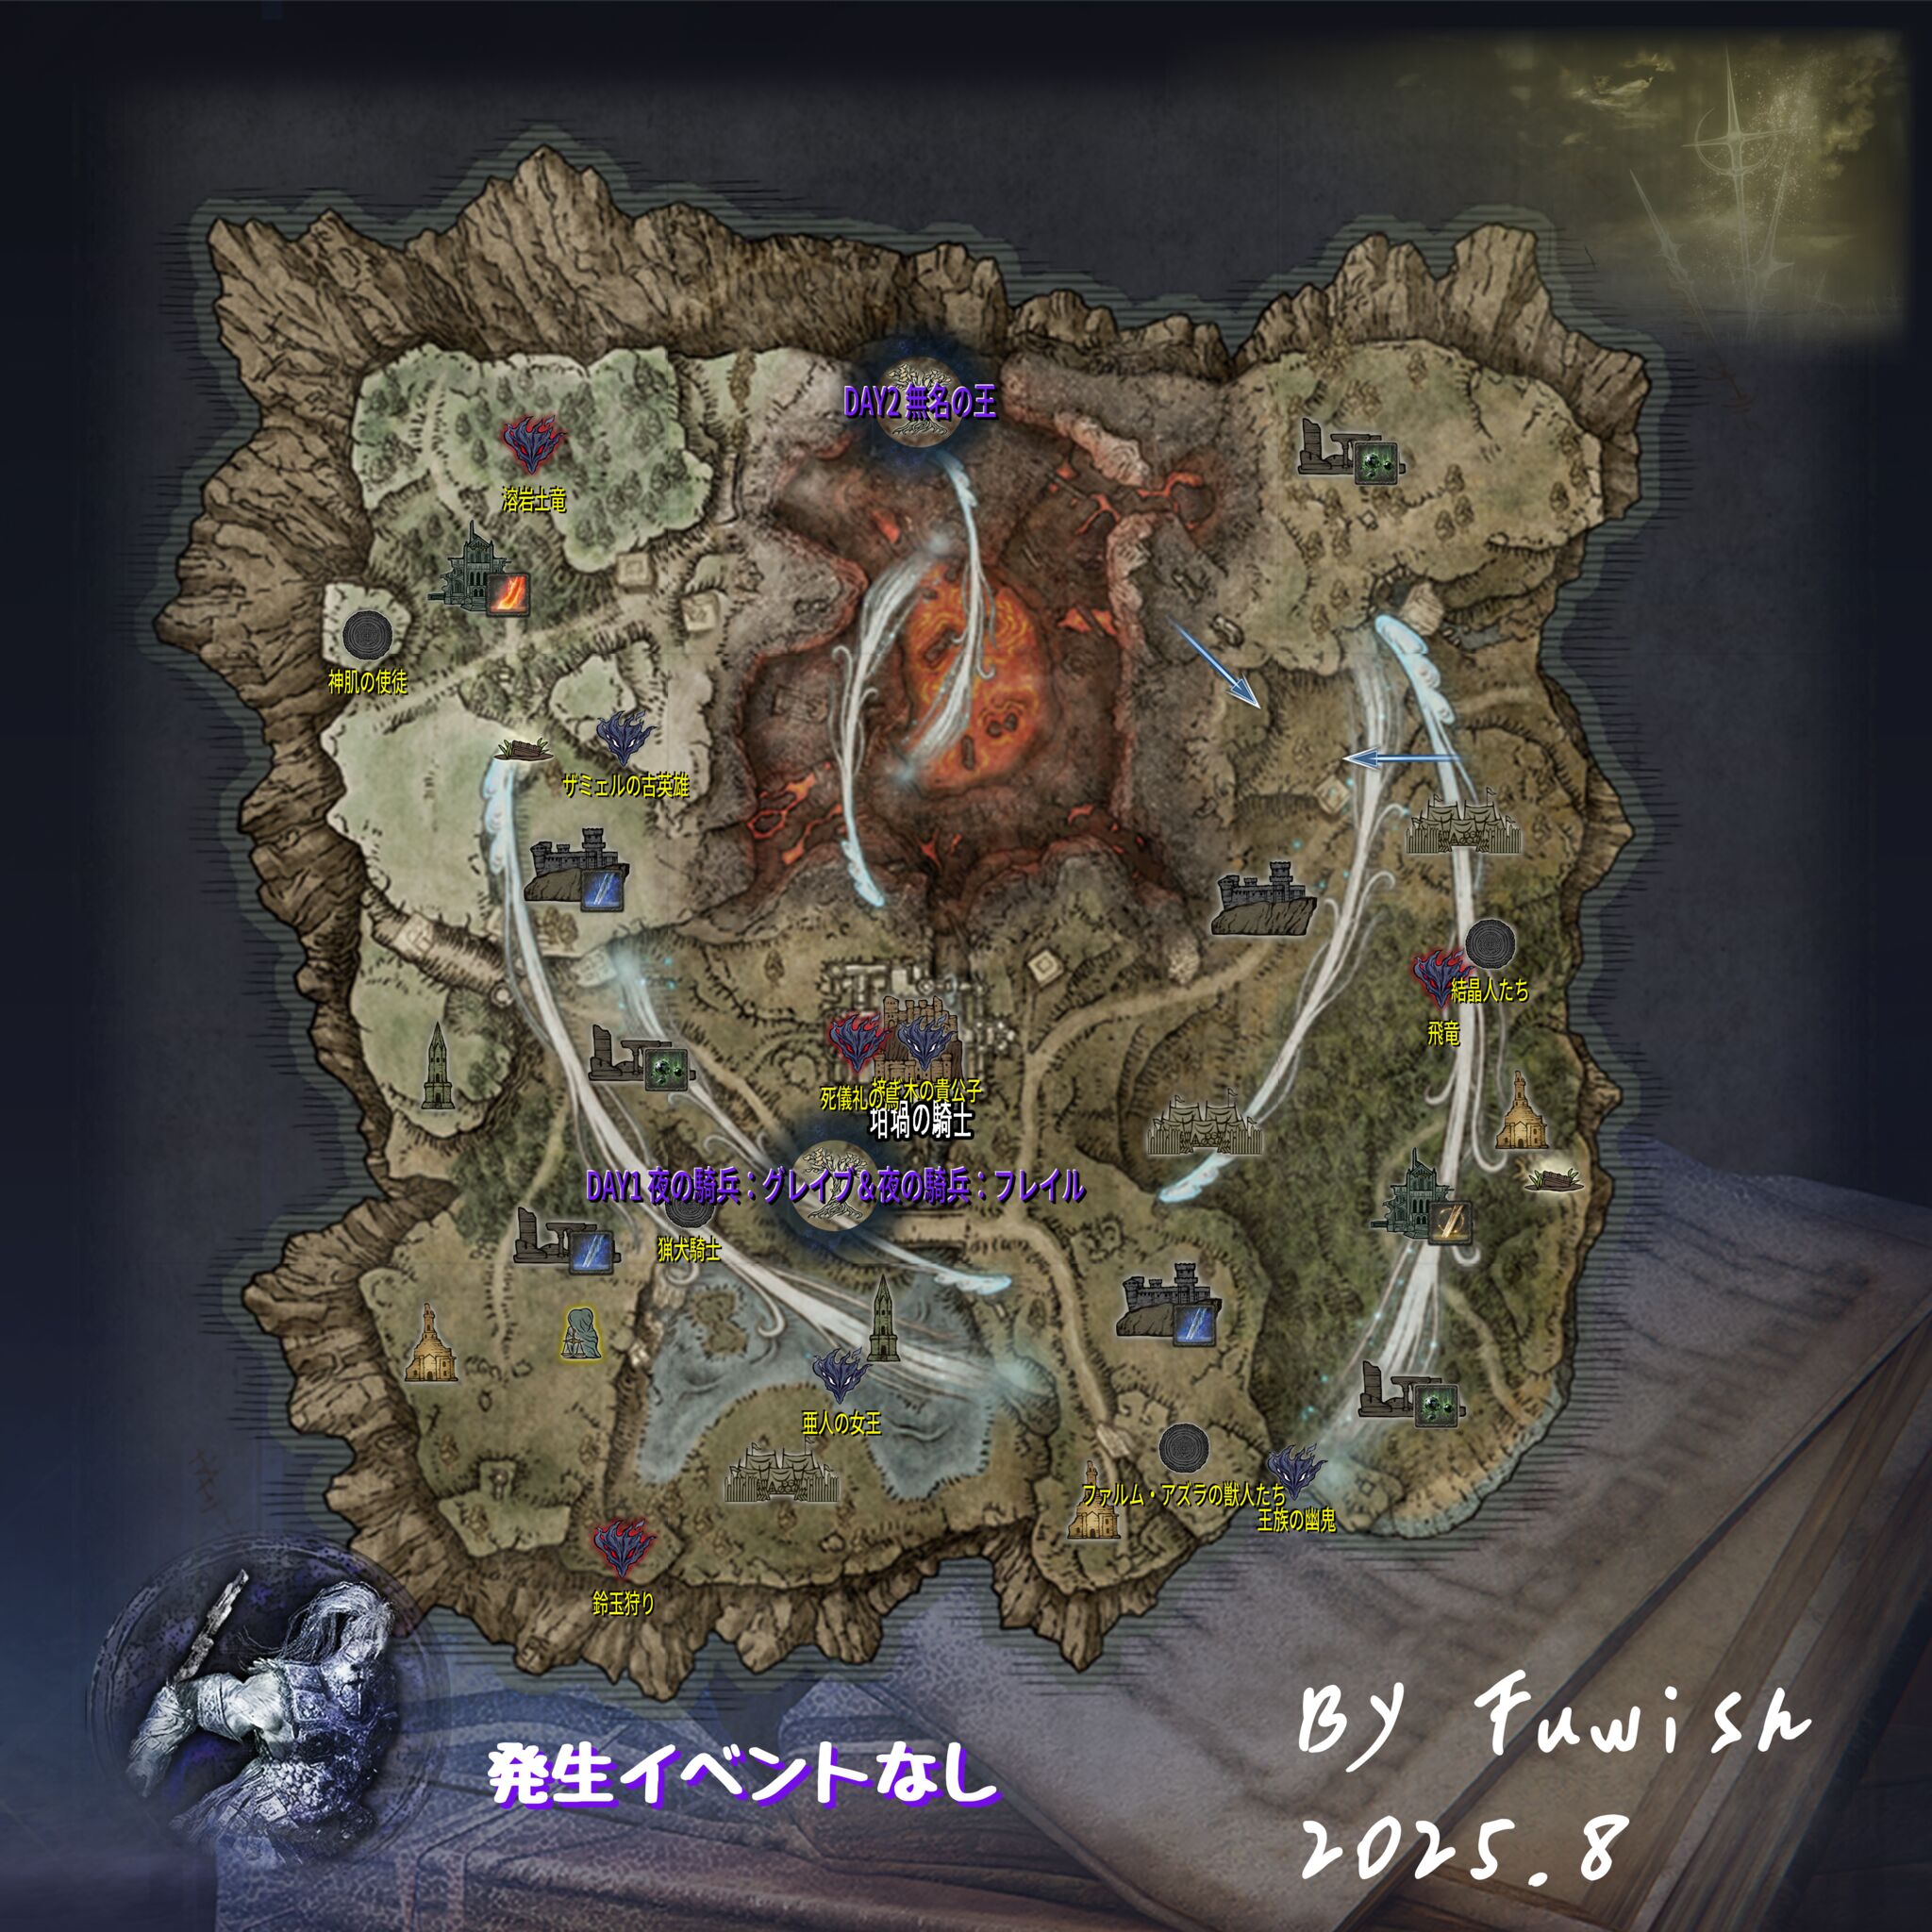 DAY2 無名の王
溶岩土竜
神肌の使徒
ザミェルの古英雄
結晶人たち
飛竜
死儀礼の鳥
接ぎ木の貴公子
坩堝の騎士
DAY1 夜の騎兵：グレイブ＆夜の騎兵：フレイル
猟犬騎士
亜人の女王
ファルム・アズラの獣人たち
王族の幽鬼
鈴玉狩り
発生イベントなし
By Fuwish
2025.8